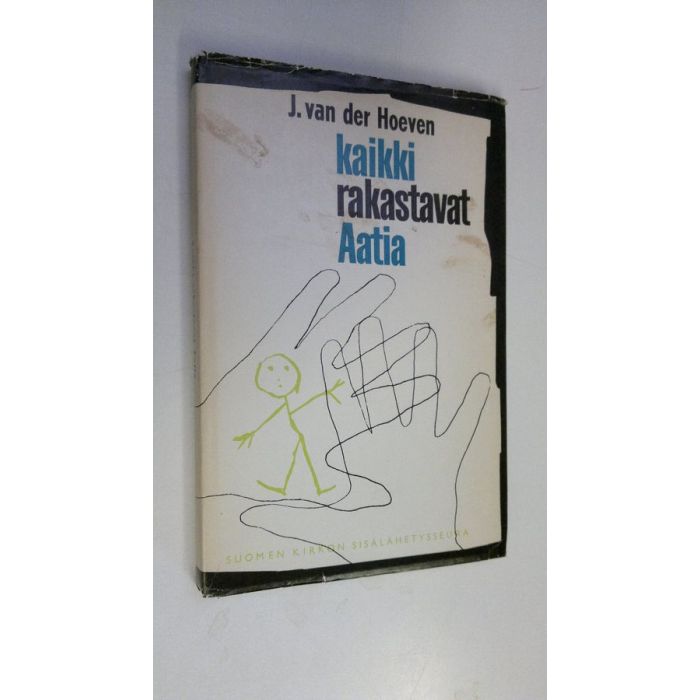 J. van der Hoeven
kaikki
rakastavat
Aatia
SUOMEN KIRKON SISÄLÄHETYSSEURA